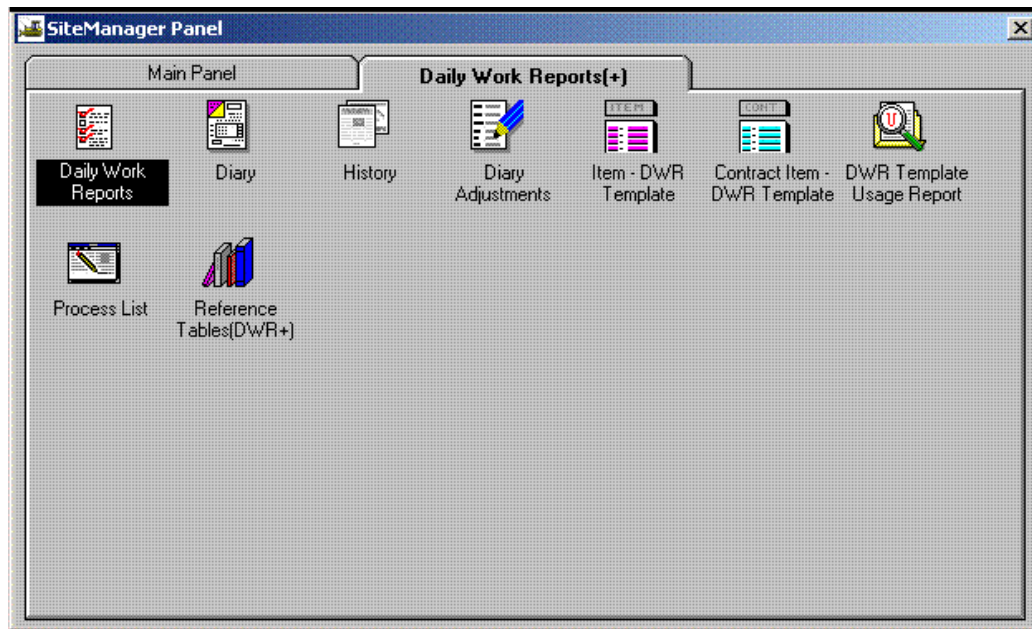 SiteManager Panel
Main Panel
Daily Work Reports(+)
ITEM
CONT
U
Daily Work
Reports
Diary
History
Diary
Adjustments
Item - DWR
Template
Contract Item -
DWR Template
DWR Template
Usage Report
Process List
Reference
Tables(DWR+)